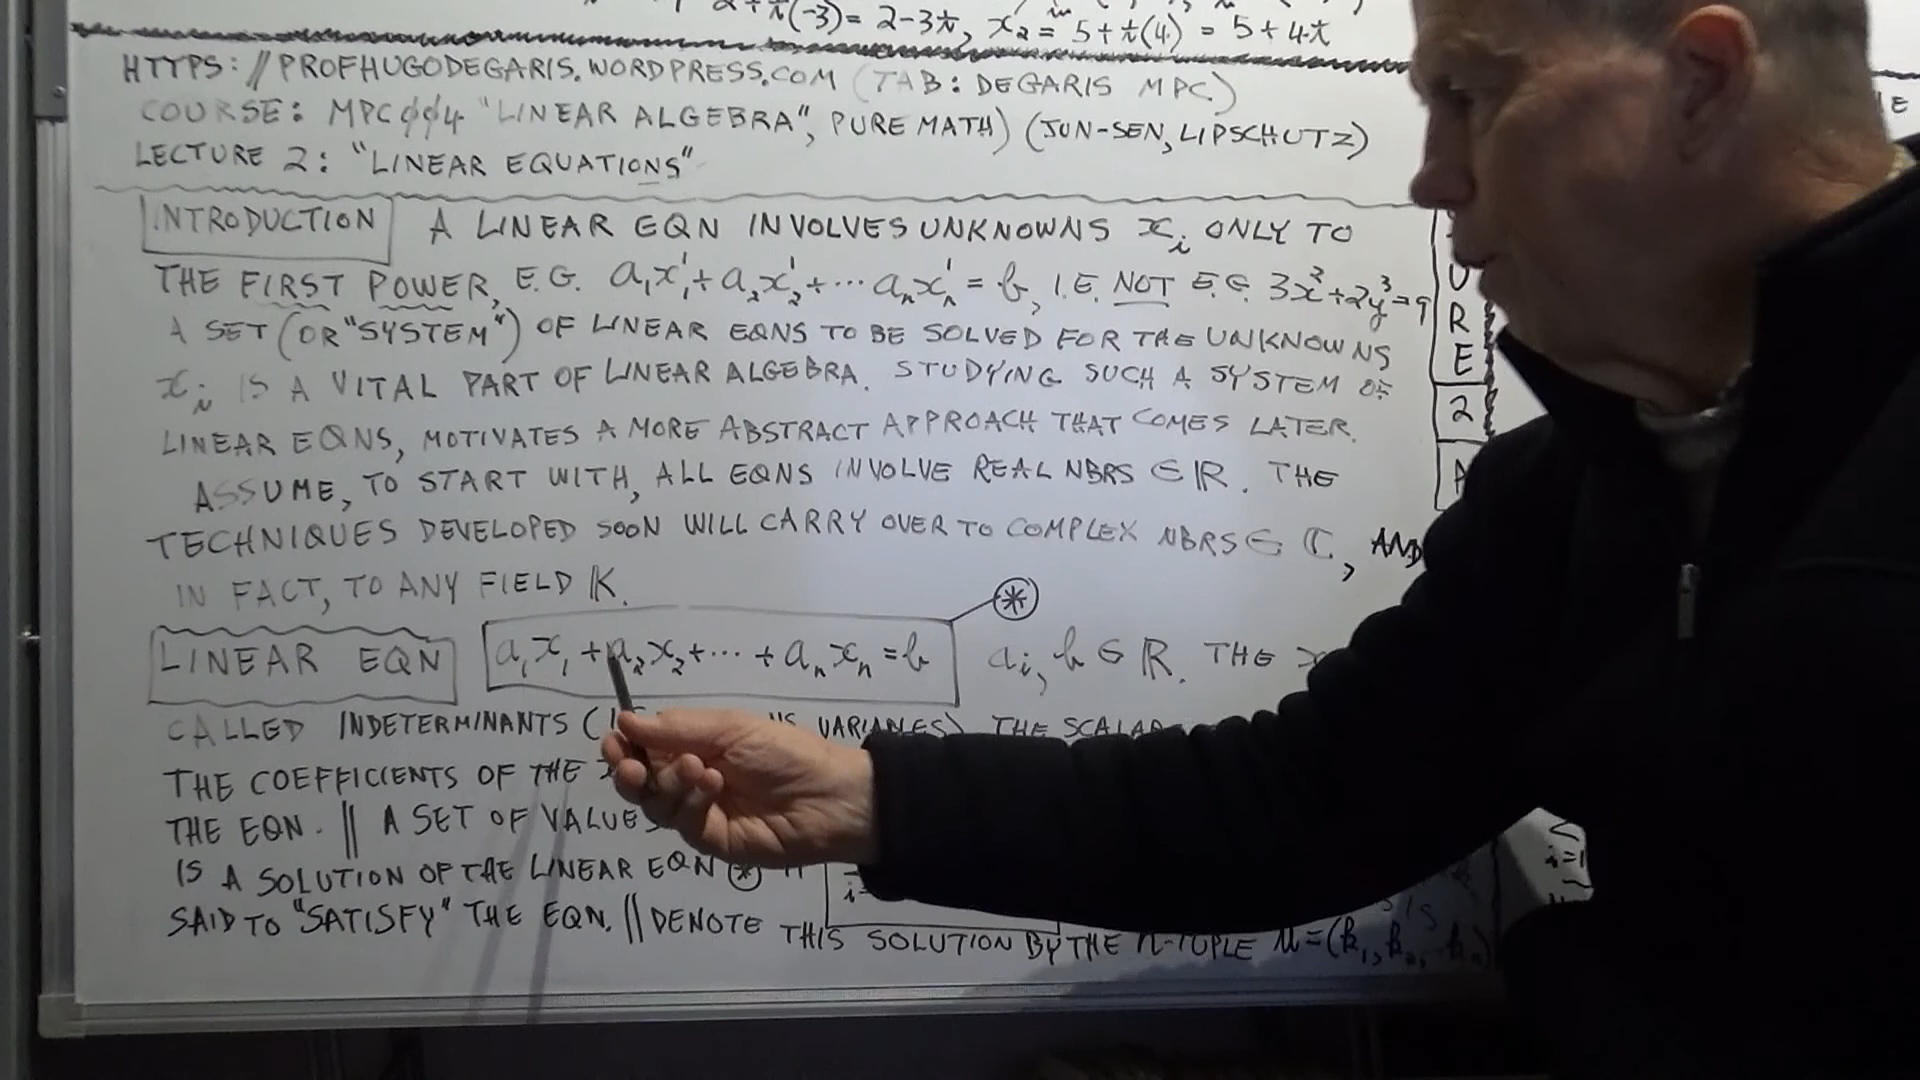 2+t(-3) = 2-3t, x₂ = 5+t(4) = 5+4t
HTTPS://PROFHUGODEGARIS.WORDPRESS.COM (TAB: DEGARIS MPC)
COURSE: MPC004 "LINEAR ALGEBRA", PURE MATH) (JUN-SEN, LIPSCHUTZ)
LECTURE 2: "LINEAR EQUATIONS"
INTRODUCTION A LINEAR EQN INVOLVES UNKNOWNS xᵢ ONLY TO
THE FIRST POWER, E.G. a₁x₁¹+a₂x₂¹+⋯aₙxₙ¹ = b, I.E. NOT E.G. 3x³+2y³=9
A SET (OR "SYSTEM") OF LINEAR EQNS TO BE SOLVED FOR THE UNKNOWNS
xᵢ IS A VITAL PART OF LINEAR ALGEBRA. STUDYING SUCH A SYSTEM OF
LINEAR EQNS, MOTIVATES A MORE ABSTRACT APPROACH THAT COMES LATER.
ASSUME, TO START WITH, ALL EQNS INVOLVE REAL NBRS ∈ ℝ. THE
TECHNIQUES DEVELOPED SOON WILL CARRY OVER TO COMPLEX NBRS ∈ ℂ, AND
IN FACT, TO ANY FIELD 𝕂.
LINEAR EQN a₁x₁+a₂x₂+⋯+aₙxₙ=b ⊛ aᵢ, b ∈ ℝ. THE x
CALLED INDETERMINANTS ( VARIABLES) THE SCALAR
THE COEFFICIENTS OF THE
THE EQN. || A SET OF VALUES
IS A SOLUTION OF THE LINEAR EQN ⊛
SAID TO "SATISFY" THE EQN. || DENOTE THIS SOLUTION BY THE n-TUPLE u=(k₁, k₂, ⋯ kₙ)
U
R
E
2
A
i=1